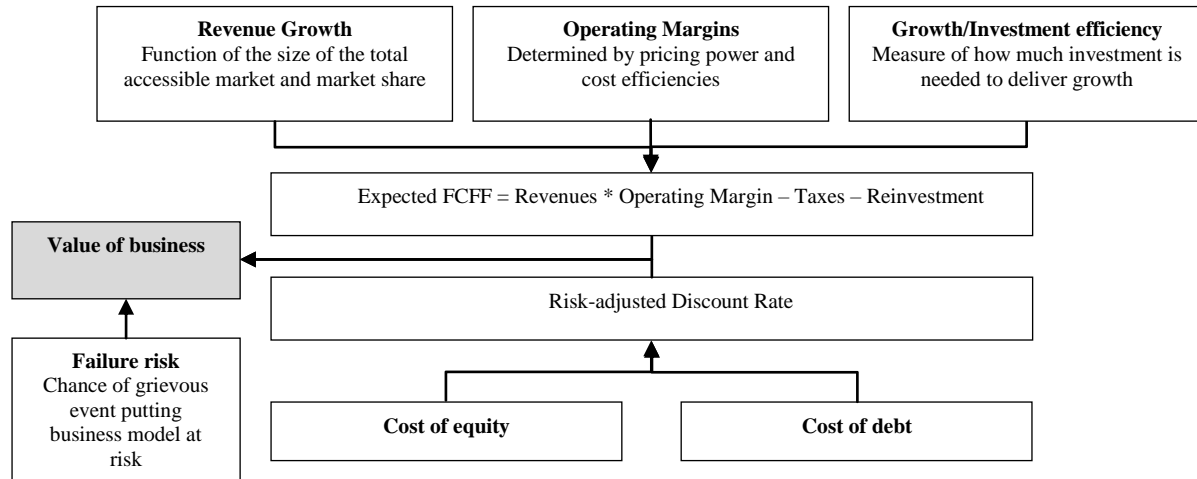 Revenue Growth
Function of the size of the total
accessible market and market share
Operating Margins
Determined by pricing power and
cost efficiencies
Growth/Investment efficiency
Measure of how much investment is
needed to deliver growth
Expected FCFF = Revenues * Operating Margin – Taxes – Reinvestment
Value of business
Risk-adjusted Discount Rate
Failure risk
Chance of grievous
event putting
business model at
risk
Cost of equity
Cost of debt